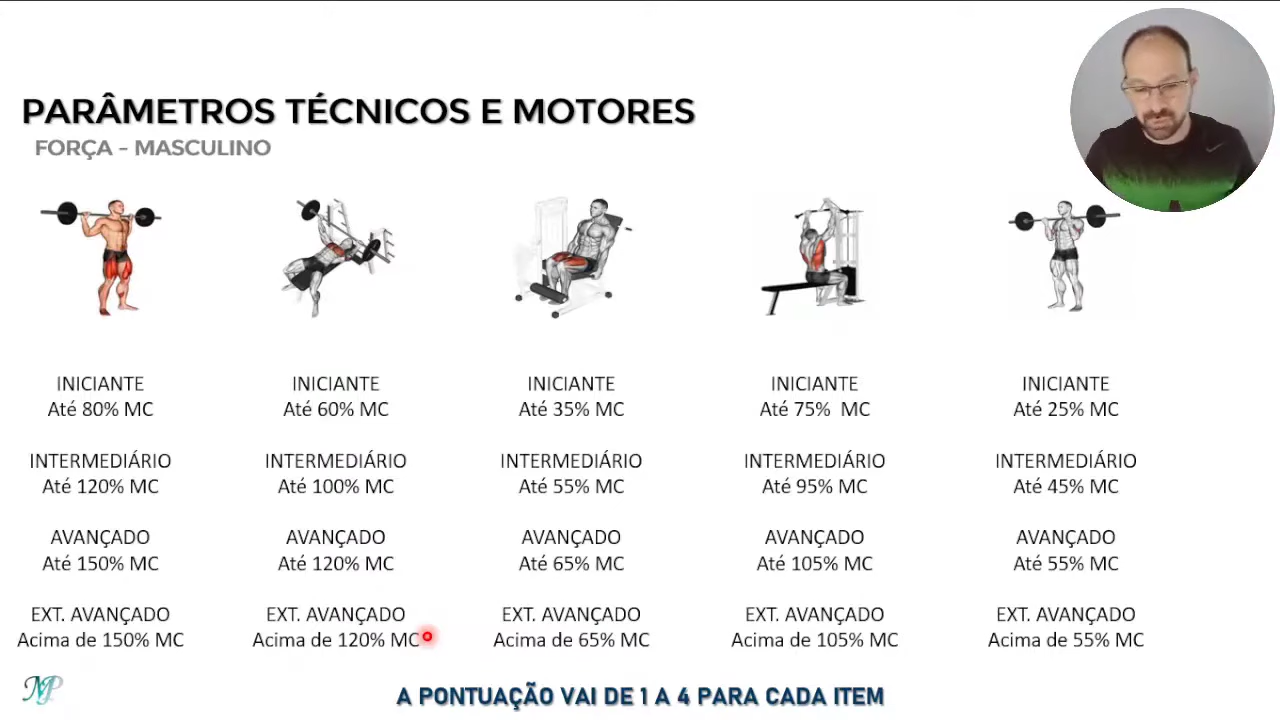 PARÂMETROS TÉCNICOS E MOTORES
FORÇA - MASCULINO
INICIANTE
Até 80% MC
INTERMEDIÁRIO
Até 120% MC
AVANÇADO
Até 150% MC
EXT. AVANÇADO
Acima de 150% MC
INICIANTE
Até 60% MC
INTERMEDIÁRIO
Até 100% MC
AVANÇADO
Até 120% MC
EXT. AVANÇADO
Acima de 120% MC
INICIANTE
Até 35% MC
INTERMEDIÁRIO
Até 55% MC
AVANÇADO
Até 65% MC
EXT. AVANÇADO
Acima de 65% MC
INICIANTE
Até 75% MC
INTERMEDIÁRIO
Até 95% MC
AVANÇADO
Até 105% MC
EXT. AVANÇADO
Acima de 105% MC
INICIANTE
Até 25% MC
INTERMEDIÁRIO
Até 45% MC
AVANÇADO
Até 55% MC
EXT. AVANÇADO
Acima de 55% MC
MP
A PONTUAÇÃO VAI DE 1 A 4 PARA CADA ITEM